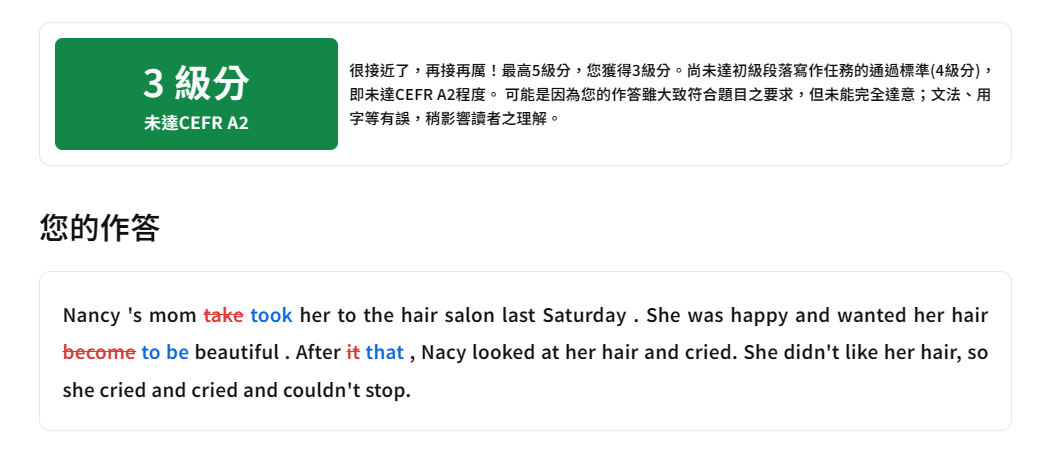 3 級分
未達CEFR A2
很接近了，再接再厲！最高5級分，您獲得3級分。尚未達初級段落寫作任務的通過標準(4級分)，
即未達CEFR A2程度。 可能是因為您的作答雖大致符合題目之要求，但未能完全達意；文法、用
字等有誤，稍影響讀者之理解。
您的作答
Nancy 's mom take took her to the hair salon last Saturday . She was happy and wanted her hair
become to be beautiful . After it that , Nacy looked at her hair and cried. She didn't like her hair, so
she cried and cried and couldn't stop.